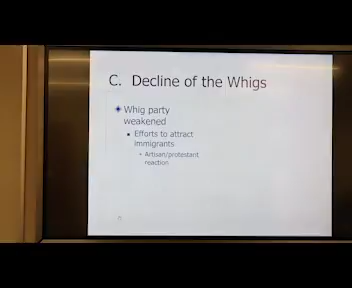 C. Decline of the Whigs
Whig party
weakened
Efforts to attract
immigrants
Artisan/protestant
reaction